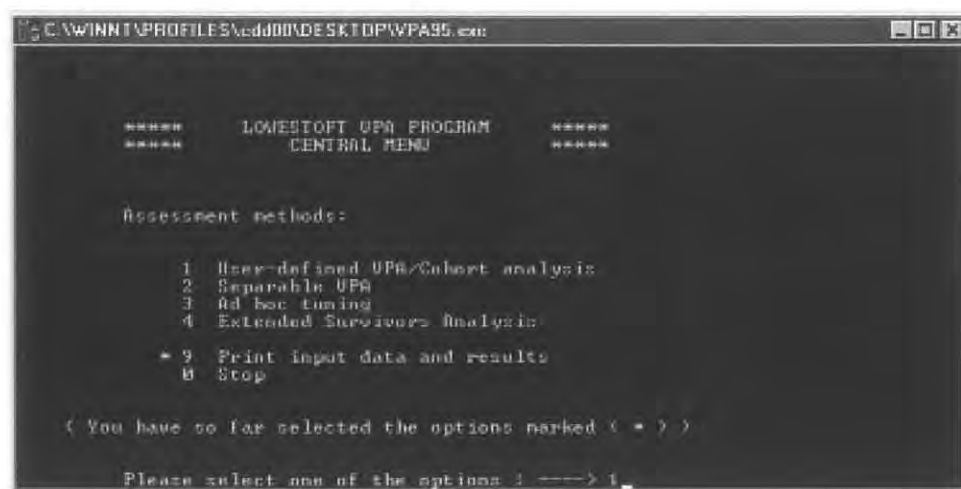 C:\WINNT\PROFILES\cdd00\DESKTOP\VPA95.exe
***** LOWESTOFT VPA PROGRAM *****
***** CENTRAL MENU *****
Assessment methods:
1 User-defined VPA/Cohort analysis
2 Separable VPA
3 Ad hoc tuning
4 Extended Survivors Analysis
* 9 Print input data and results
0 Stop
( You have so far selected the options marked ( * ) )
Please select one of the options : ----> 1_